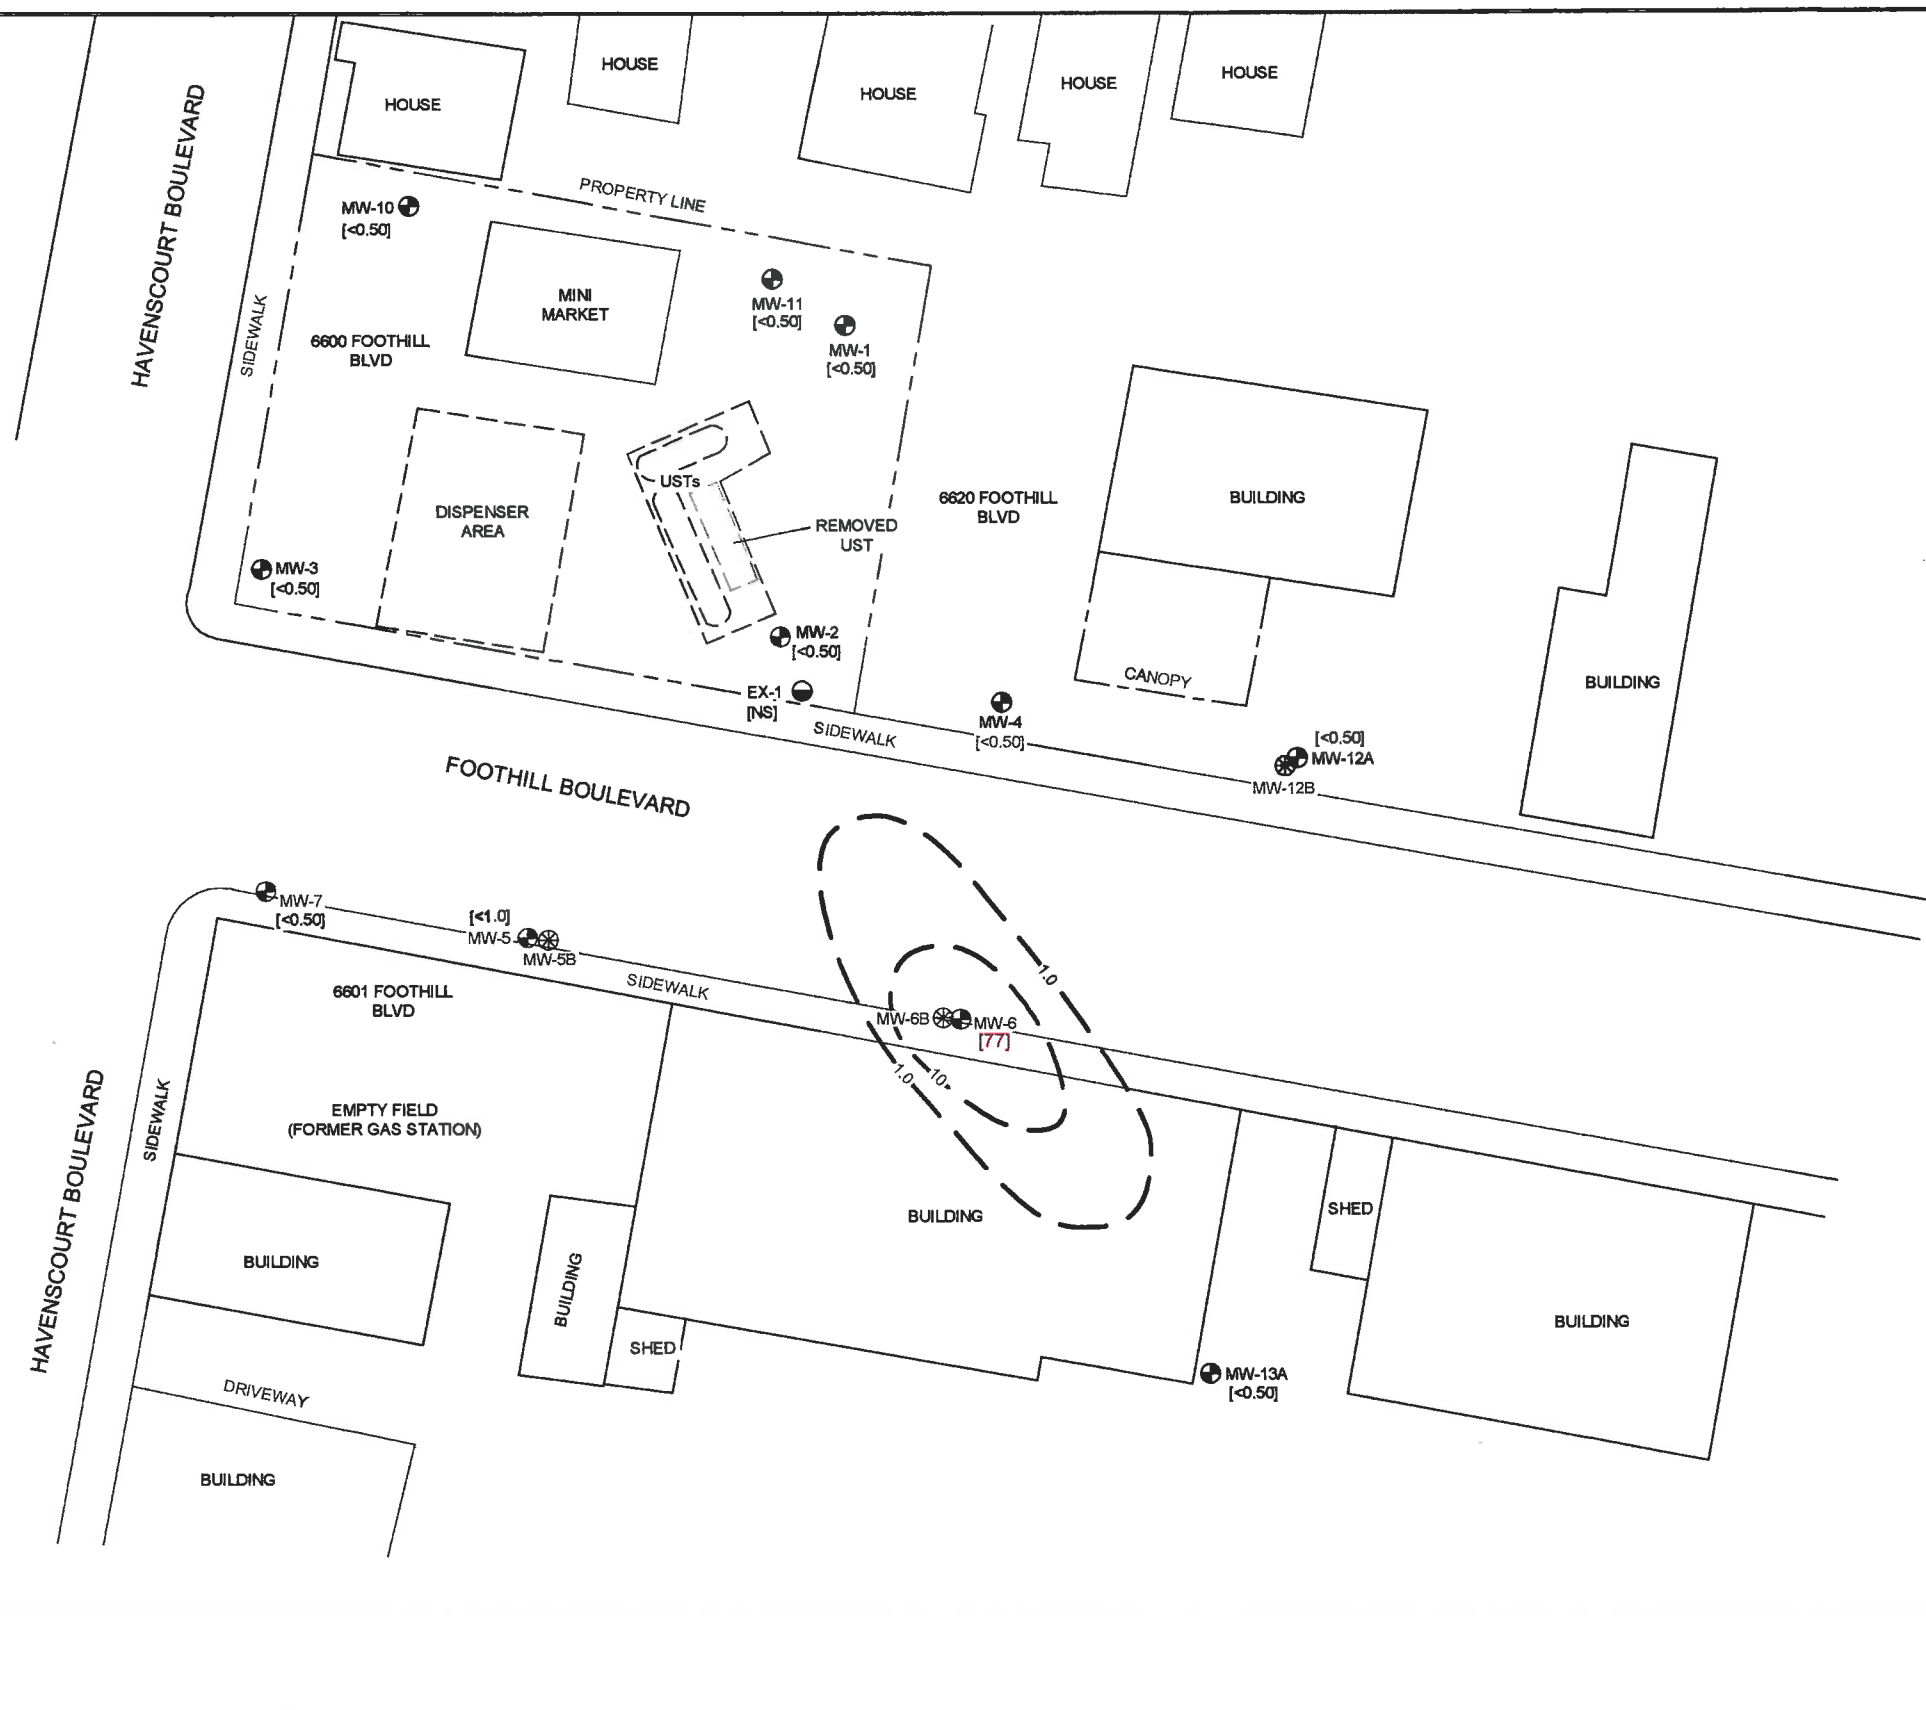 HOUSE
HOUSE
HOUSE
HOUSE
HOUSE
HAVENSCOURT BOULEVARD
PROPERTY LINE
MW-10
[<0.50]
MW-11
[<0.50]
MW-1
[<0.50]
MINI
MARKET
SIDEWALK
6600 FOOTHILL
BLVD
USTs
DISPENSER
AREA
REMOVED
UST
6620 FOOTHILL
BLVD
BUILDING
MW-3
[<0.50]
MW-2
[<0.50]
CANOPY
BUILDING
EX-1
[NS]
SIDEWALK
MW-4
[<0.50]
[<0.50]
MW-12A
MW-12B
FOOTHILL BOULEVARD
MW-7
[<0.50]
[<1.0]
MW-5
MW-5B
SIDEWALK
1.0
6601 FOOTHILL
BLVD
MW-6B
MW-6
[77]
1.0
10
HAVENSCOURT BOULEVARD
SIDEWALK
EMPTY FIELD
(FORMER GAS STATION)
BUILDING
SHED
BUILDING
BUILDING
BUILDING
SHED
MW-13A
[<0.50]
DRIVEWAY
BUILDING